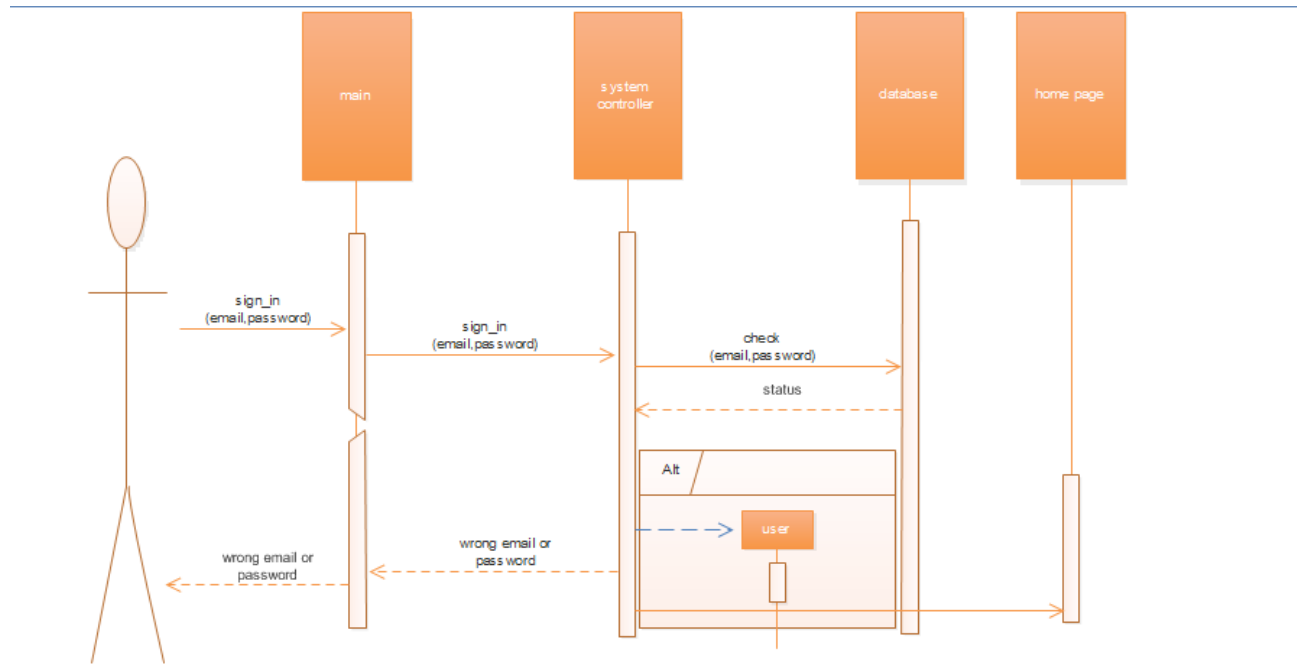 main
system
controller
database
home page
sign_in
(email,password)
sign_in
(email,password)
check
(email,password)
status
Alt
user
wrong email or
password
wrong email or
password